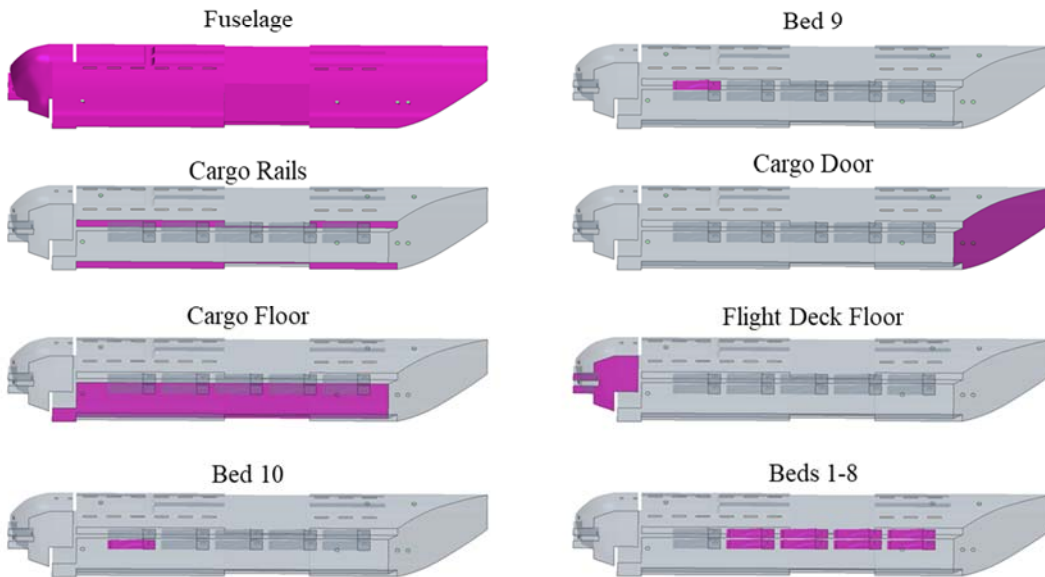 Fuselage
Bed 9
Cargo Rails
Cargo Door
Cargo Floor
Flight Deck Floor
Bed 10
Beds 1-8